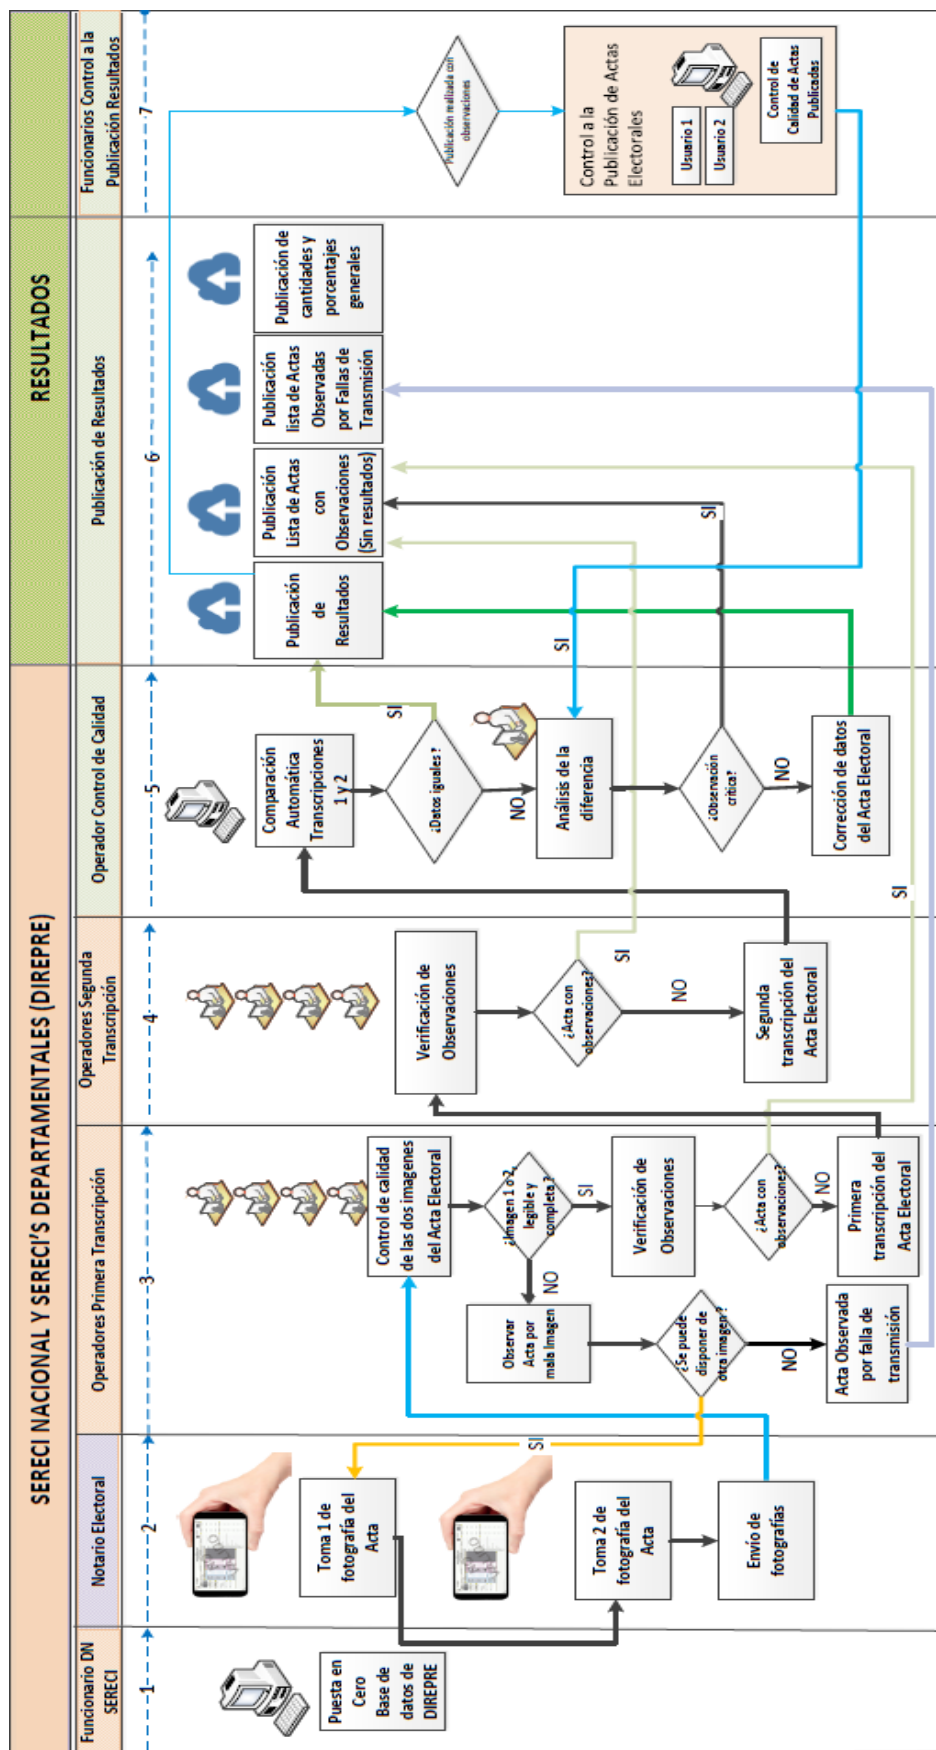 SERECI NACIONAL Y SERECI'S DEPARTAMENTALES (DIREPRE)
RESULTADOS
Funcionario DN
SERECI
Notario Electoral
Operadores Primera Transcripción
Operadores Segunda
Transcripción
Operador Control de Calidad
Publicación de Resultados
Funcionarios Control a la
Publicación Resultados
1
2
3
4
5
6
7
Puesta en
Cero
Base de
datos de
DIREPRE
Toma 1 de
fotografía del
Acta
Toma 2 de
fotografía del
Acta
Envío de
fotografías
SI
Control de calidad
de las dos imagenes
del Acta Electoral
¿Imagen 1 o 2,
legible y
completa?
SI
NO
Verificación de
Observaciones
Observar
Acta por
mala Imagen
¿Se puede
disponer de
otra imagen?
NO
¿Acta con
observaciones?
NO
Primera
transcripción del
Acta Electoral
Acta Observada
por falla de
transmisión
Verificación de
Observaciones
¿Acta con
observaciones?
SI
NO
Segunda
transcripción del
Acta Electoral
SI
Comparación
Automática
Transcripciones
1 y 2
¿Datos iguales?
SI
NO
Análisis de la
diferencia
SI
¿Observación
crítica?
SI
NO
Corrección de datos
del Acta Electoral
Publicación
de
Resultados
Publicación
Lista de Actas
con
Observaciones
(Sin resultados)
Publicación
lista de Actas
Observadas
por Fallas de
Transmisión
Publicación de
cantidades y
porcentajes
generales
Publicación realizada con
observaciones
Control a la
Publicación de Actas
Electorales
Usuario 1
Usuario 2
Control de
Calidad de Actas
Publicadas